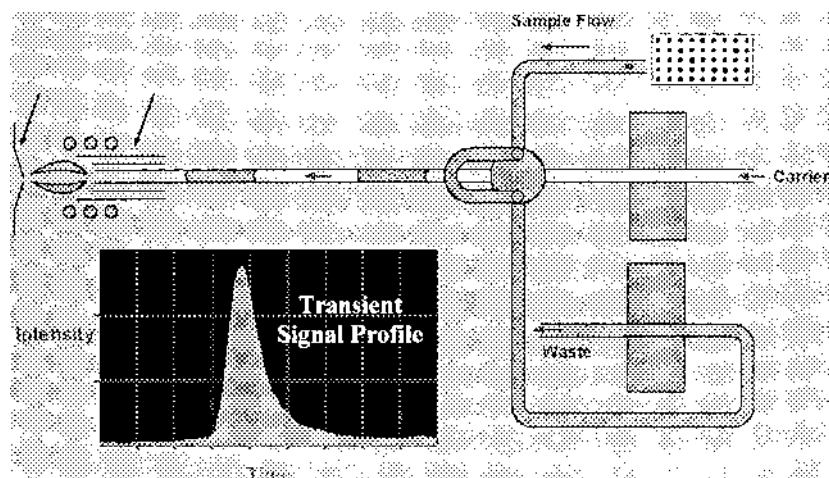 Sample Flow
Carrier
Transient
Signal Profile
Intensity
Waste